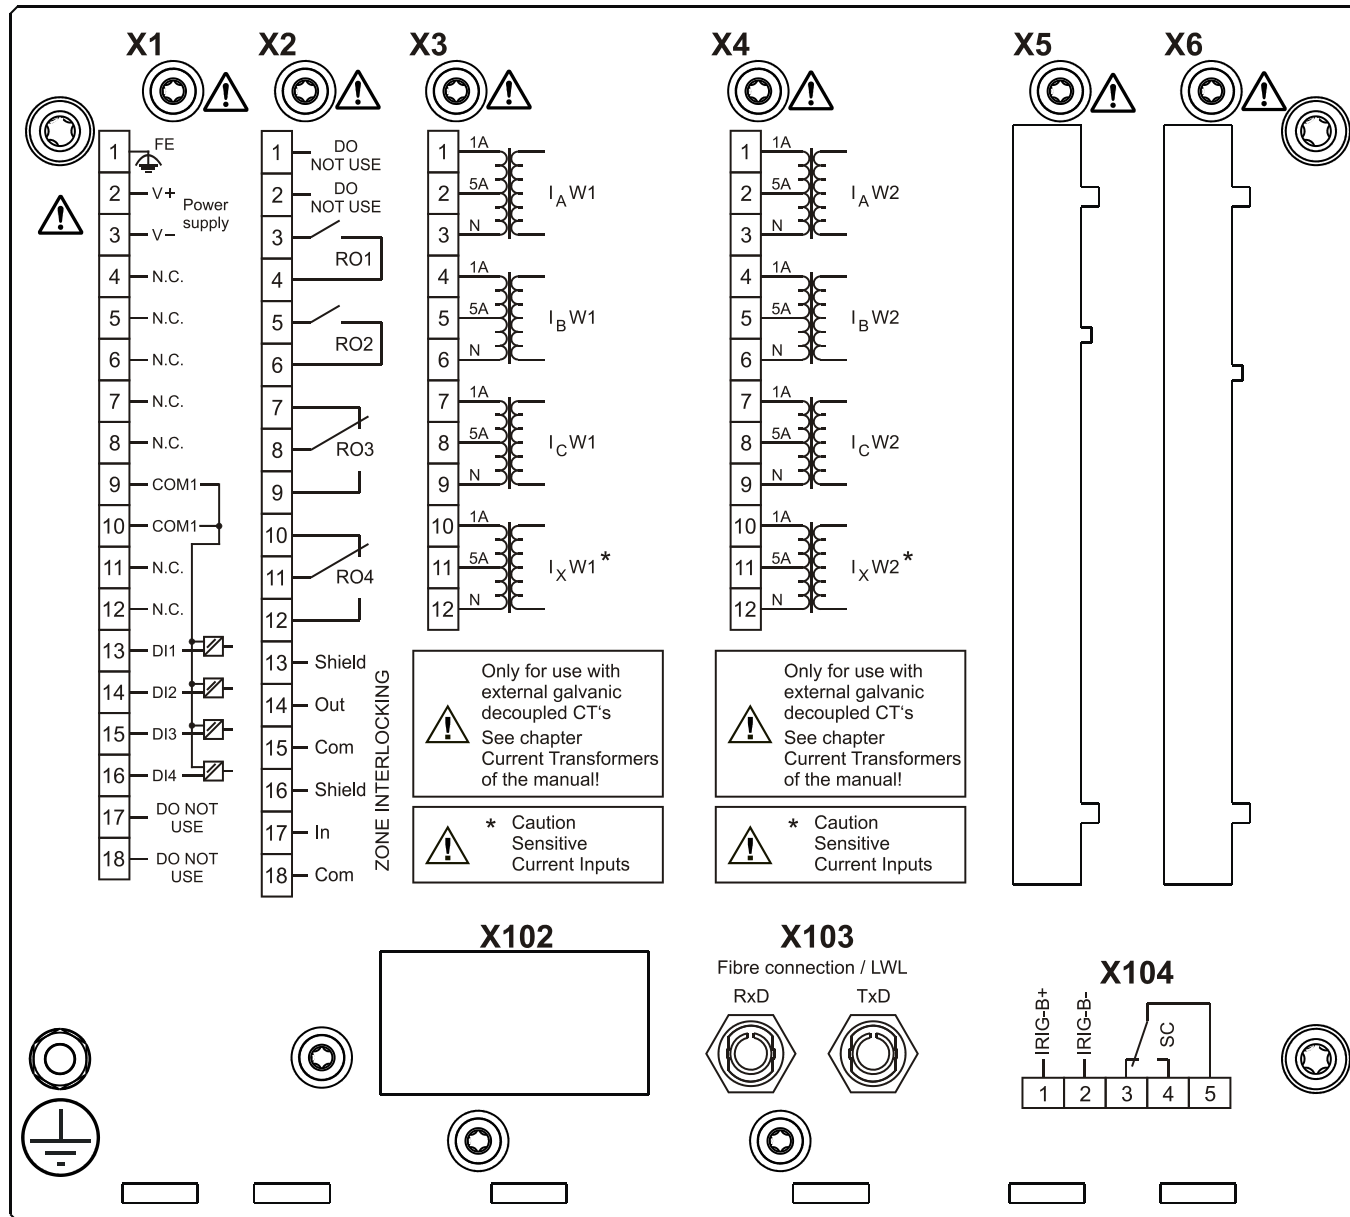 X1
1 FE
2 V+
Power
supply
3 V−
4 N.C.
5 N.C.
6 N.C.
7 N.C.
8 N.C.
9 COM1
10 COM1
11 N.C.
12 N.C.
13 DI1
14 DI2
15 DI3
16 DI4
17 DO NOT
USE
18 DO NOT
USE
X2
1 DO
NOT USE
2 DO
NOT USE
3
RO1
4
5
RO2
6
7
8 RO3
9
10
11 RO4
12
13 Shield
14 Out
15 Com
16 Shield
17 In
18 Com
ZONE INTERLOCKING
X3
1 1A
2 5A IAW1
3 N
4 1A
5 5A IBW1
6 N
7 1A
8 5A ICW1
9 N
10 1A
11 5A IXW1*
12 N
Only for use with
external galvanic
decoupled CT‘s
See chapter
Current Transformers
of the manual!
* Caution
Sensitive
Current Inputs
X4
1 1A
2 5A IAW2
3 N
4 1A
5 5A IBW2
6 N
7 1A
8 5A ICW2
9 N
10 1A
11 5A IXW2*
12 N
Only for use with
external galvanic
decoupled CT‘s
See chapter
Current Transformers
of the manual!
* Caution
Sensitive
Current Inputs
X5
X6
X102
X103
Fibre connection / LWL
RxD TxD
X104
IRIG-B+
IRIG-B-
SC
1 2 3 4 5